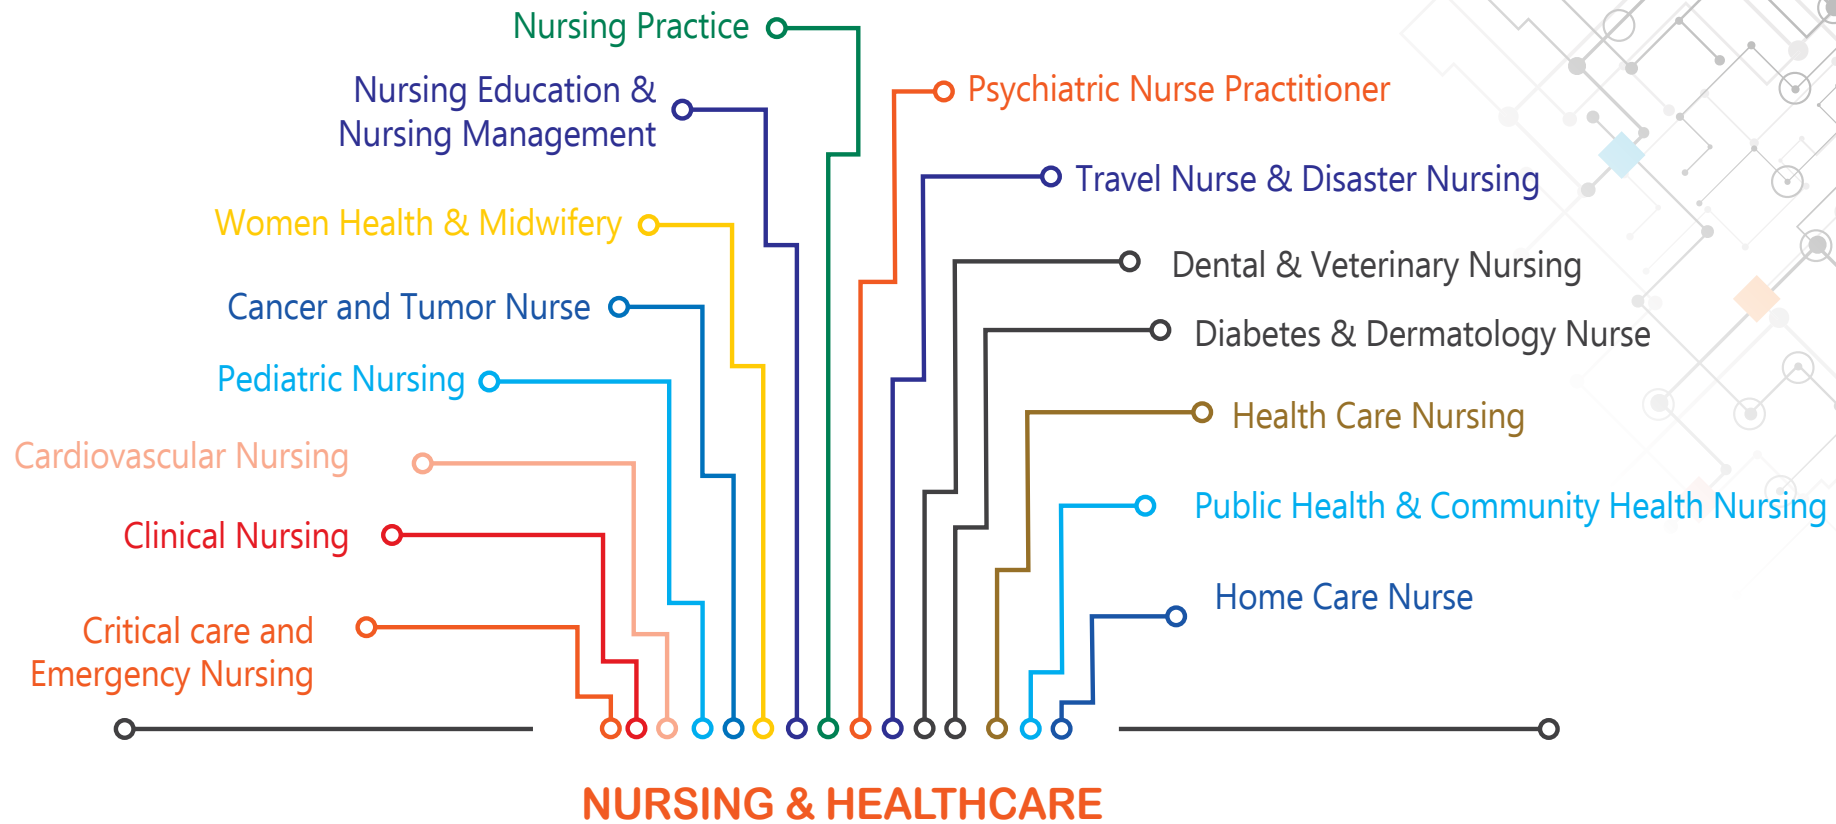 Nursing Practice
Nursing Education &
Nursing Management
Women Health & Midwifery
Cancer and Tumor Nurse
Pediatric Nursing
Cardiovascular Nursing
Clinical Nursing
Critical care and
Emergency Nursing
Psychiatric Nurse Practitioner
Travel Nurse & Disaster Nursing
Dental & Veterinary Nursing
Diabetes & Dermatology Nurse
Health Care Nursing
Public Health & Community Health Nursing
Home Care Nurse
NURSING & HEALTHCARE